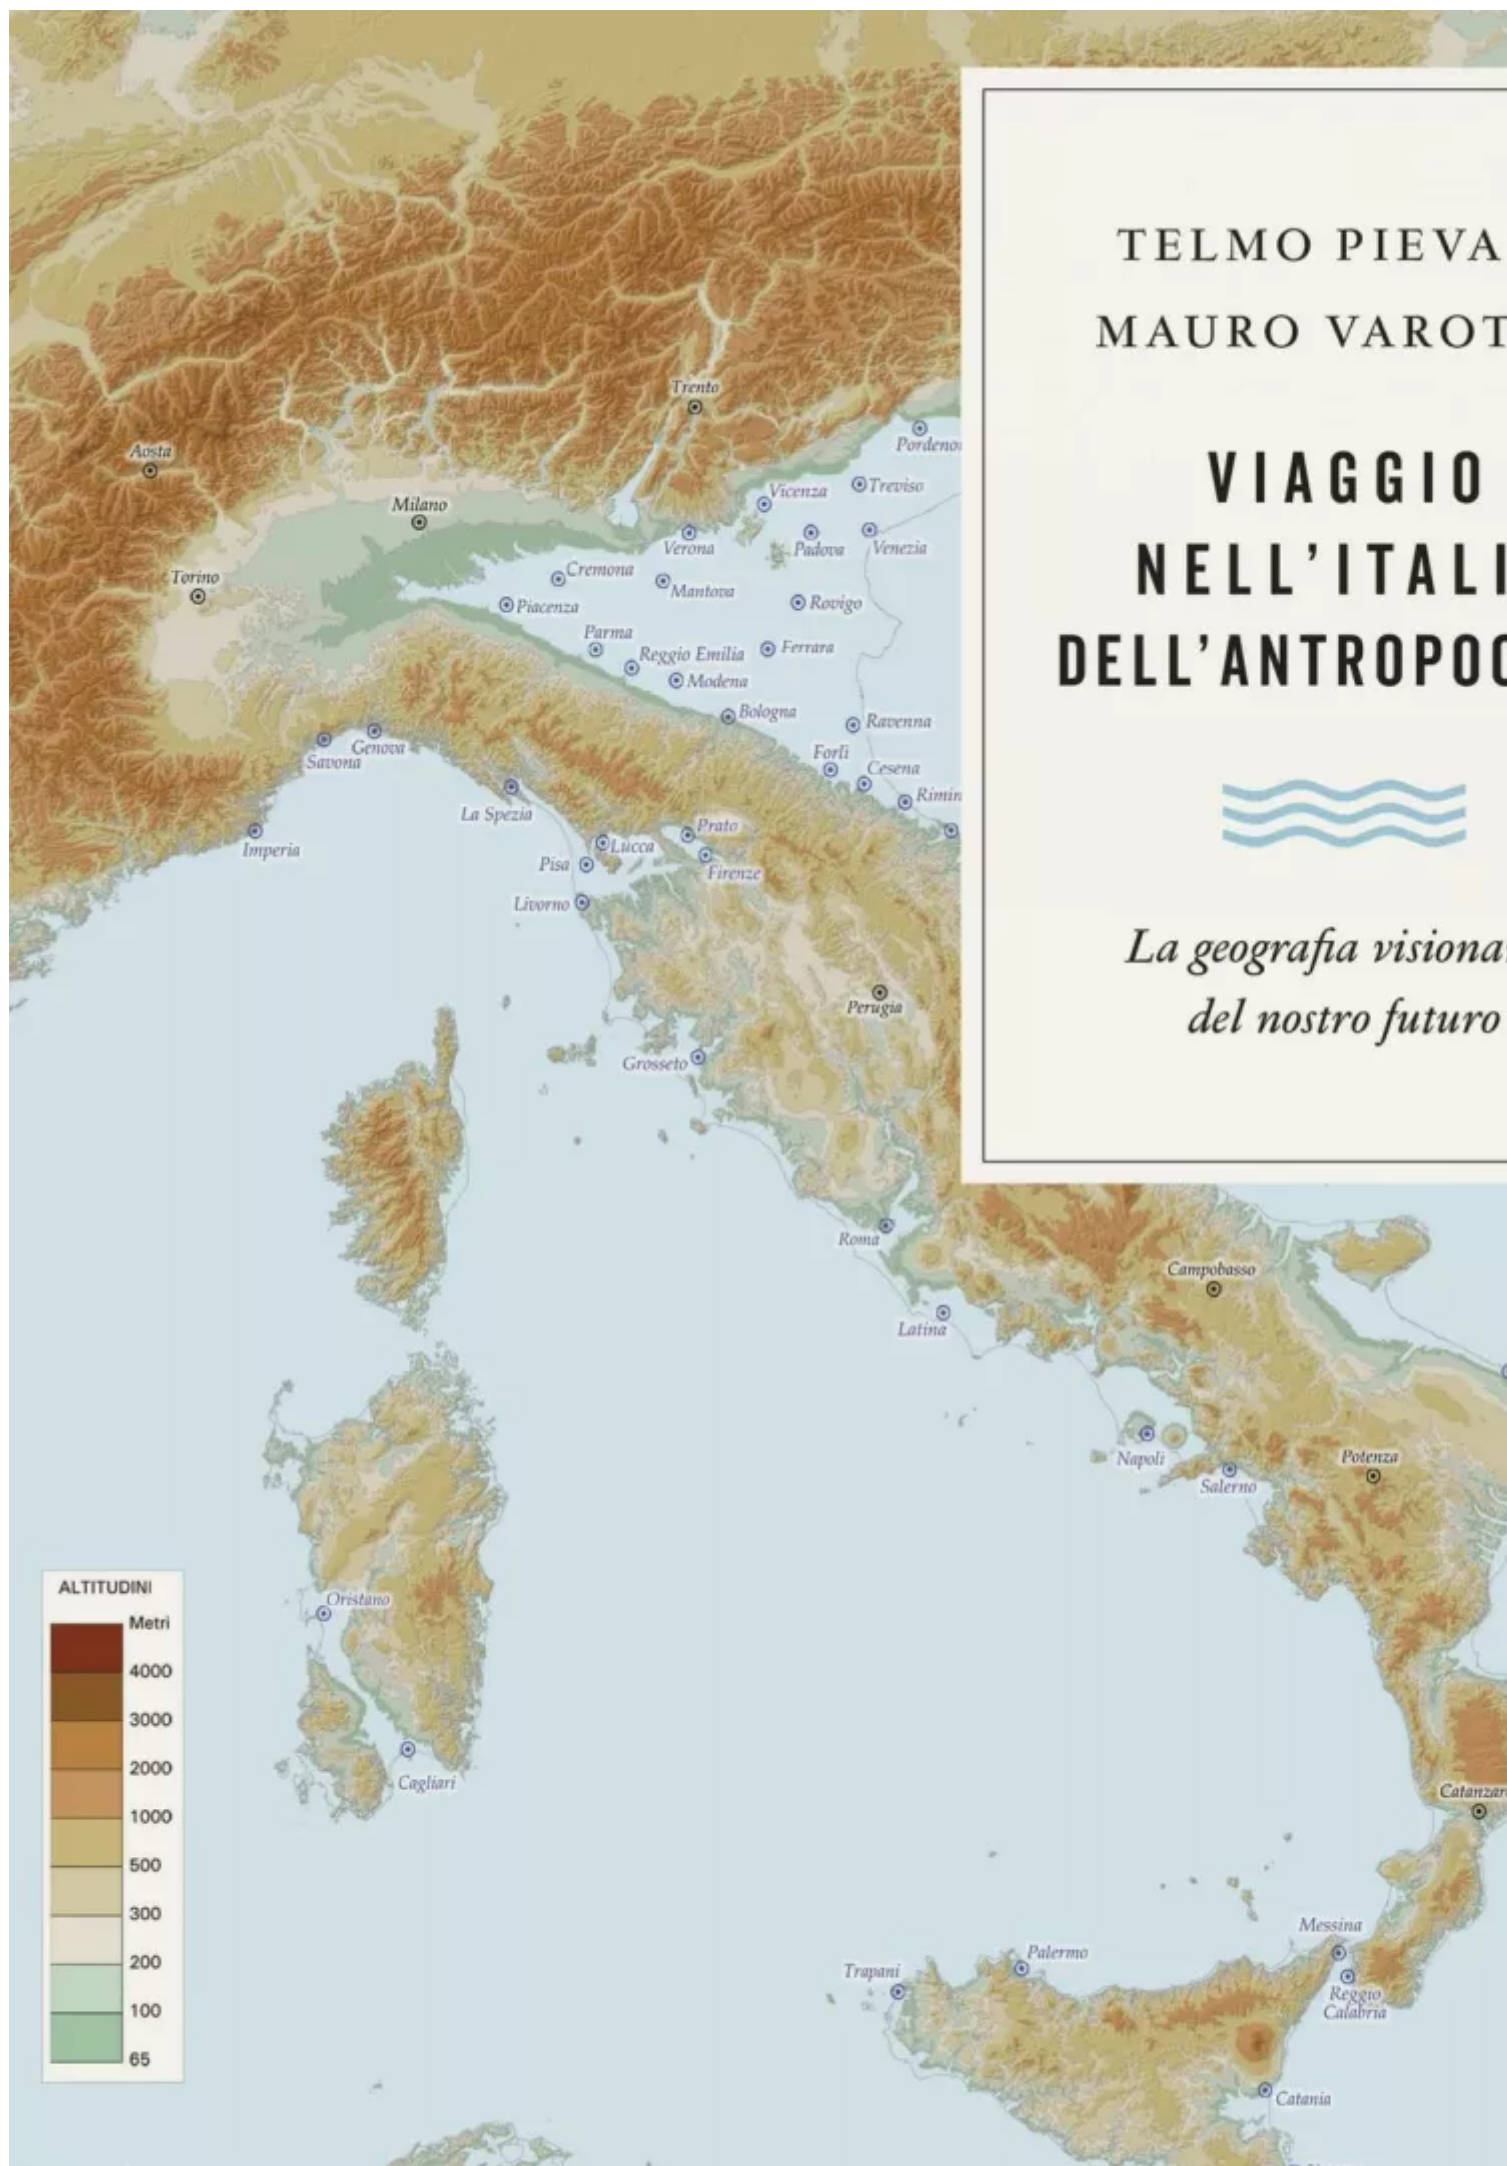 TELMO PIEVA
MAURO VAROT
VIAGGIO
NELL'ITALI
DELL'ANTROPOC
La geografia visiona
del nostro futuro
Trento
Aosta
Pordeno
Milano
Vicenza
Treviso
Verona
Padova
Venezia
Torino
Cremona
Mantova
Piacenza
Rovigo
Parma
Reggio Emilia
Ferrara
Modena
Bologna
Ravenna
Savona
Genova
Forlì
Cesena
Rimin
La Spezia
Imperia
Prato
Lucca
Pisa
Firenze
Livorno
Perugia
Grosseto
Roma
Campobasso
Latina
Napoli
Potenza
Salerno
Oristano
Cagliari
Catanzar
Messina
Palermo
Trapani
Reggio
Calabria
Catania
ALTITUDINI
Metri
4000
3000
2000
1000
500
300
200
100
65